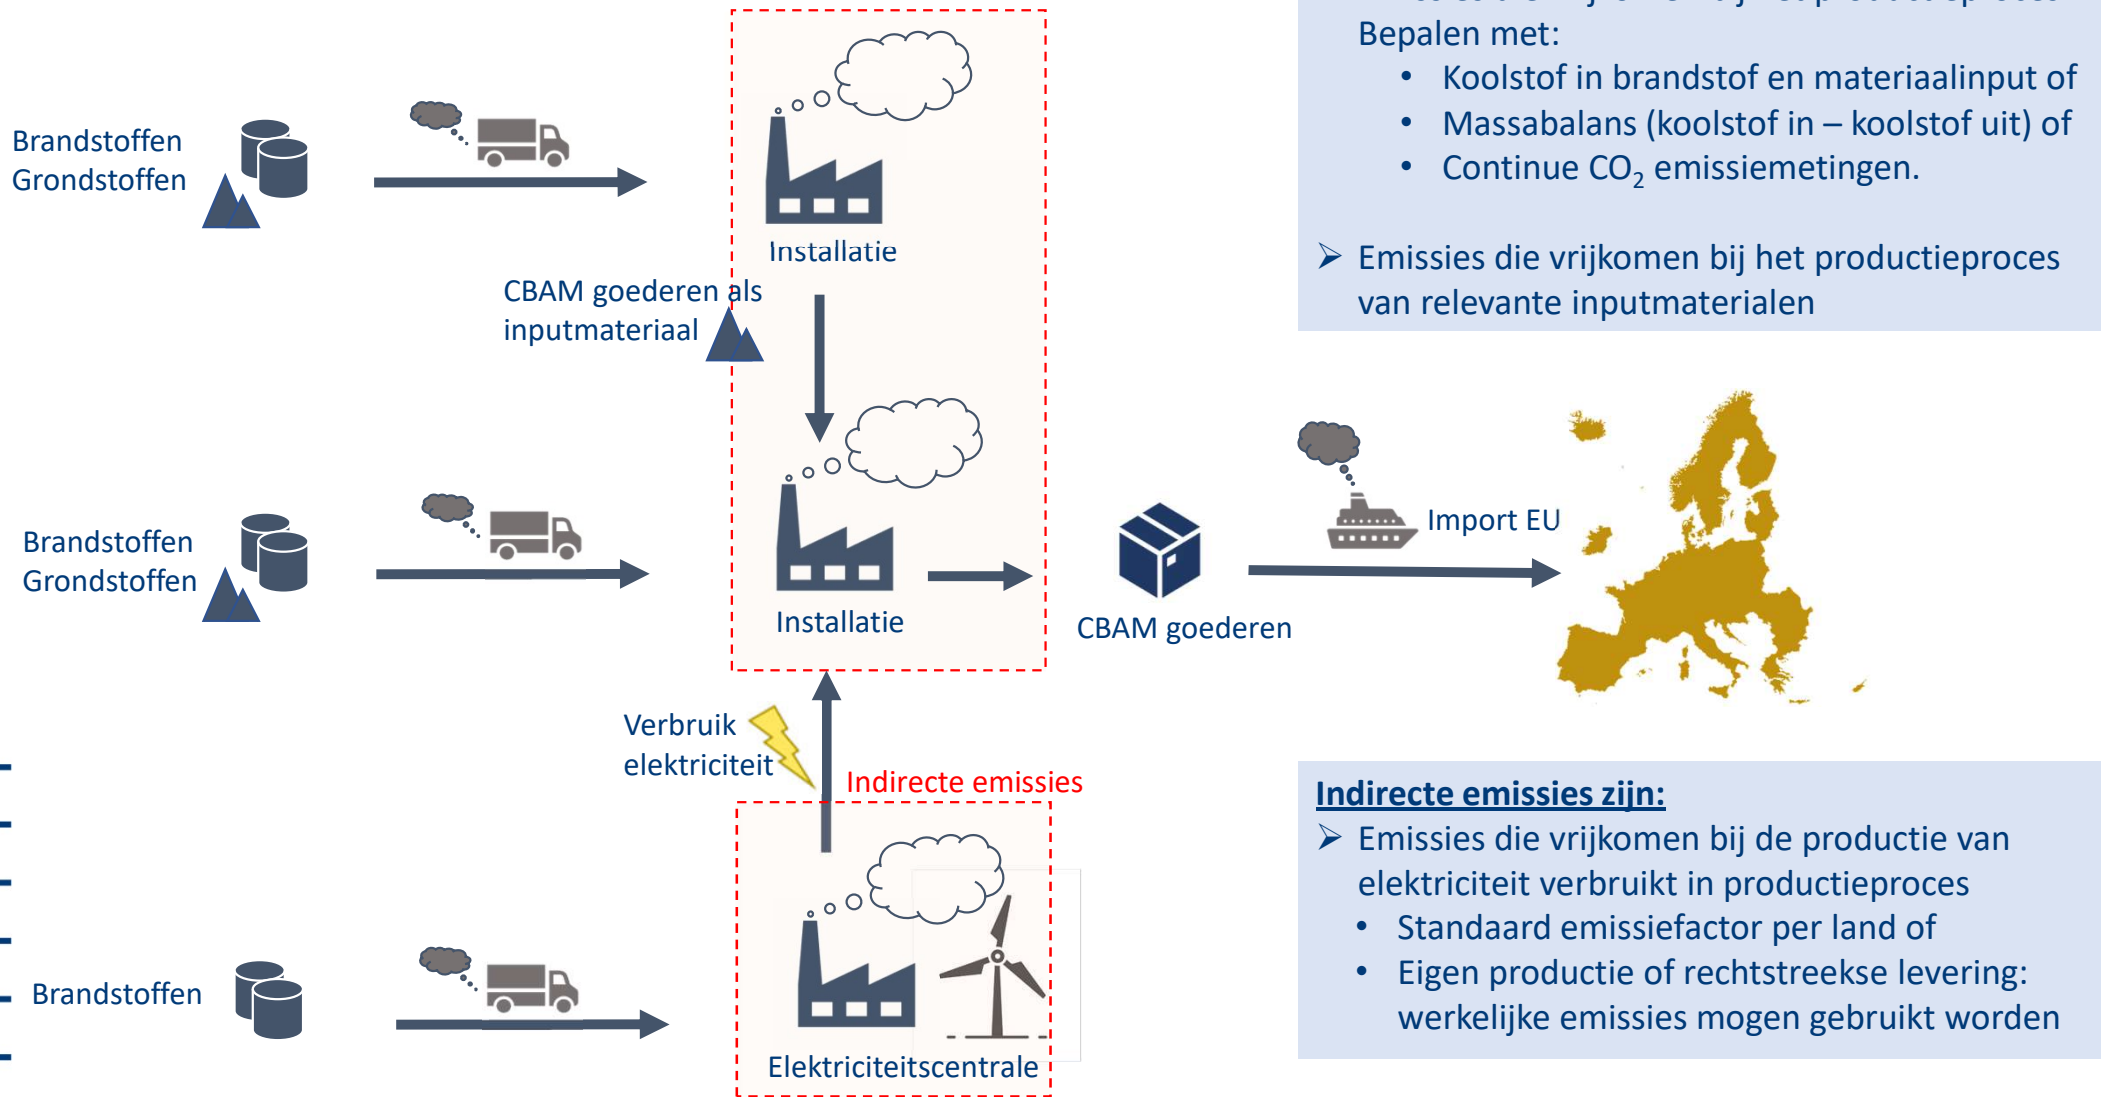 Bepalen met:
• Koolstof in brandstof en materiaalinput of
• Massabalans (koolstof in – koolstof uit) of
• Continue CO₂ emissiemetingen.
➢ Emissies die vrijkomen bij het productieproces
van relevante inputmaterialen
Brandstoffen
Grondstoffen
Installatie
CBAM goederen als
inputmateriaal
Brandstoffen
Grondstoffen
Installatie
CBAM goederen
Import EU
Verbruik
elektriciteit
Indirecte emissies
Brandstoffen
Elektriciteitscentrale
Indirecte emissies zijn:
➢ Emissies die vrijkomen bij de productie van
elektriciteit verbruikt in productieproces
• Standaard emissiefactor per land of
• Eigen productie of rechtstreekse levering:
werkelijke emissies mogen gebruikt worden